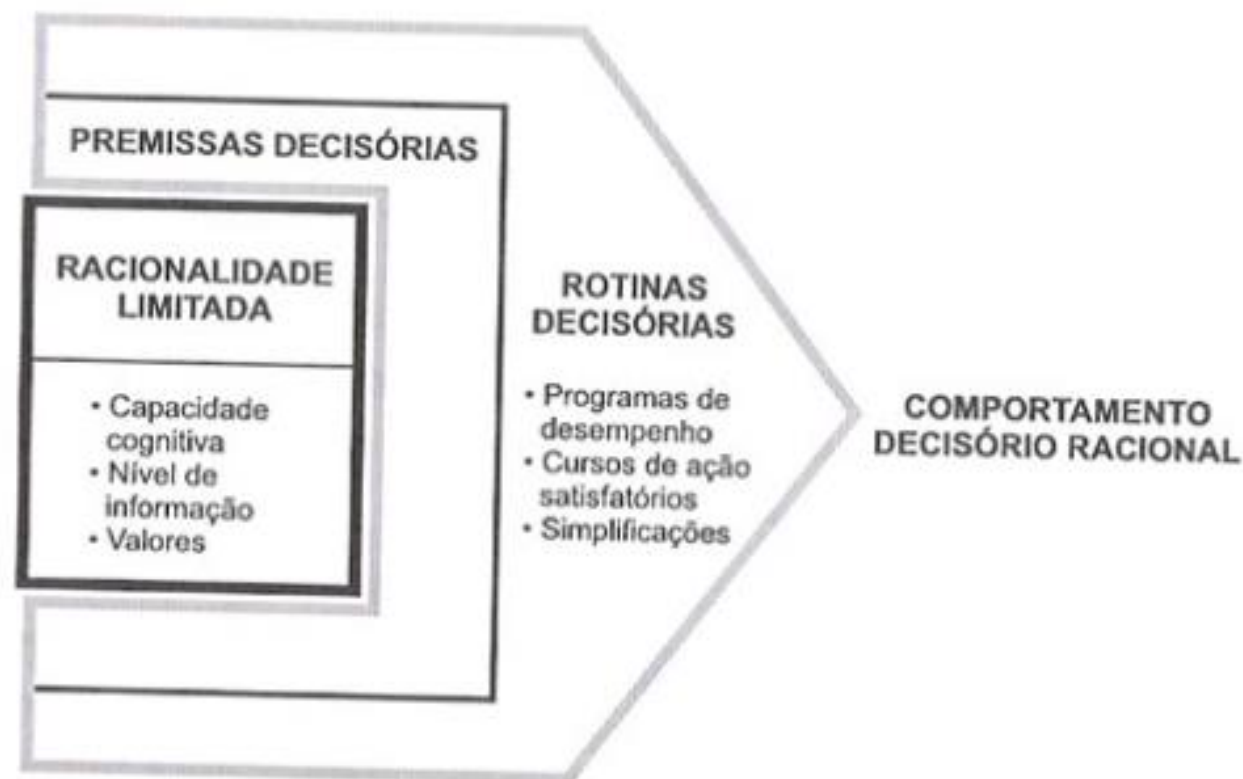 PREMISSAS DECISÓRIAS
RACIONALIDADE
LIMITADA
• Capacidade
cognitiva
• Nível de
informação
• Valores
ROTINAS
DECISÓRIAS
• Programas de
desempenho
• Cursos de ação
satisfatórios
• Simplificações
COMPORTAMENTO
DECISÓRIO RACIONAL